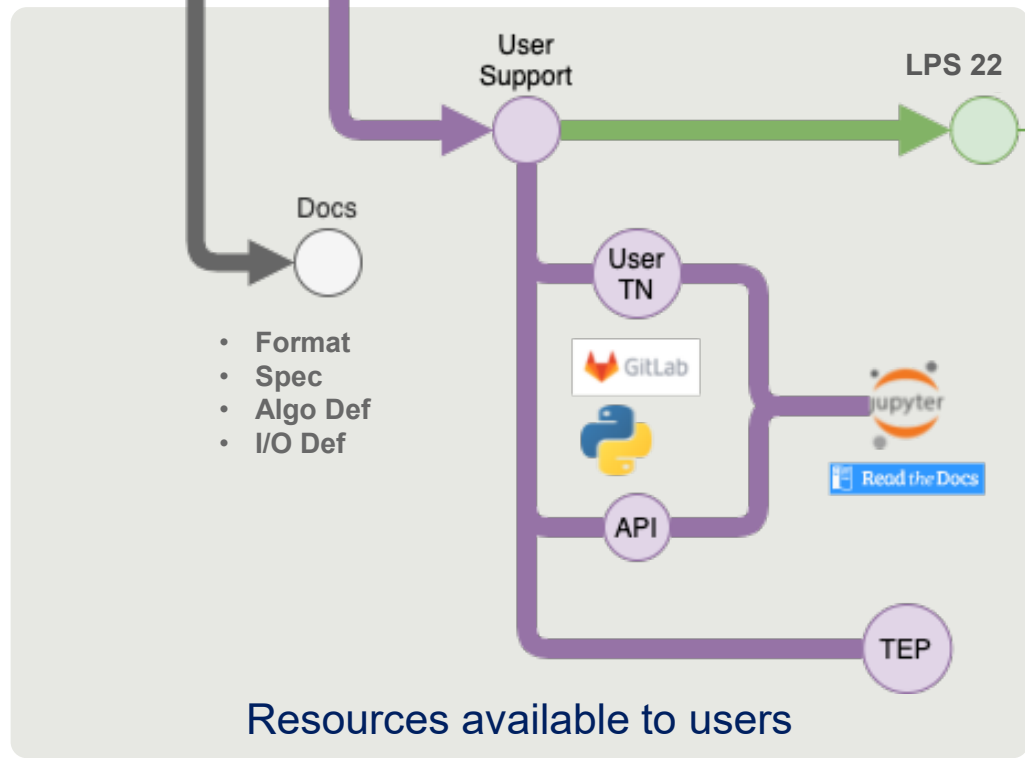 User
Support
LPS 22
Docs
User
TN
• Format
• Spec
• Algo Def
• I/O Def
GitLab
jupyter
Read the Docs
API
TEP
Resources available to users